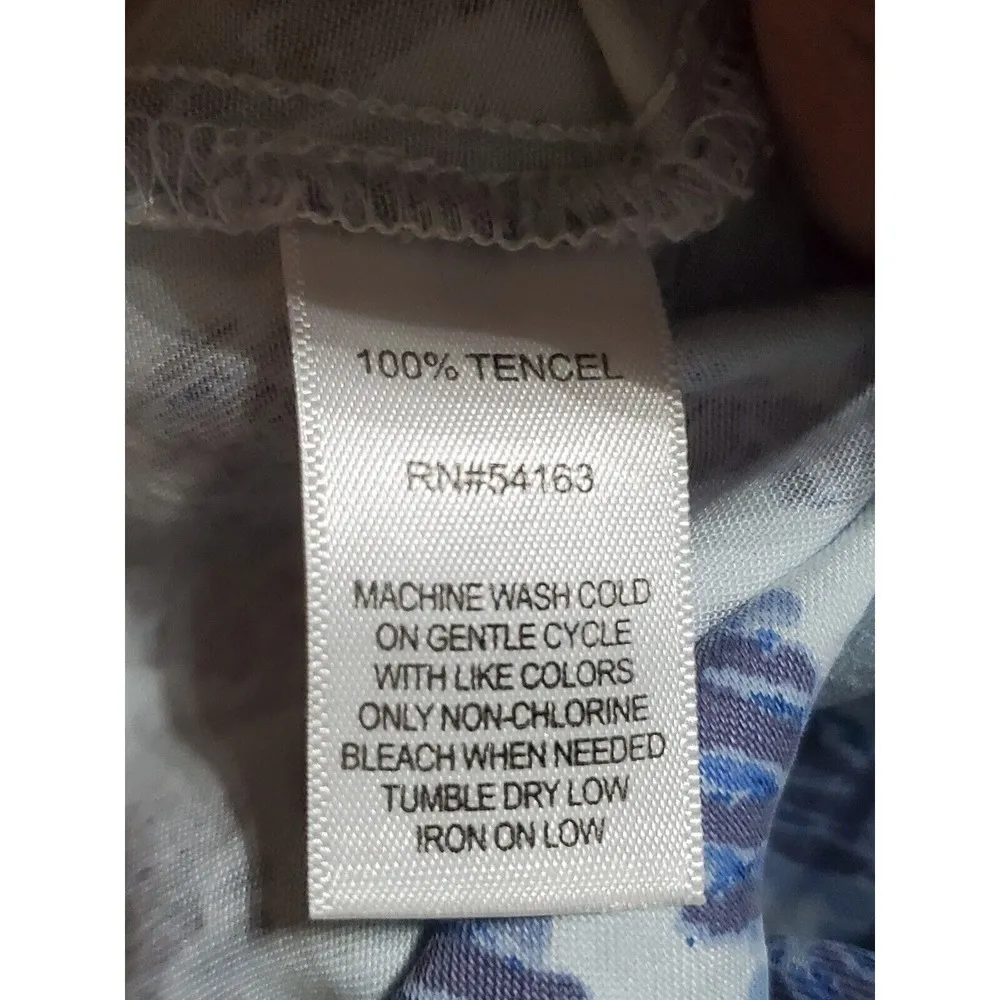 100% TENCEL
RN#54163
MACHINE WASH COLD
ON GENTLE CYCLE
WITH LIKE COLORS
ONLY NON-CHLORINE
BLEACH WHEN NEEDED
TUMBLE DRY LOW
IRON ON LOW